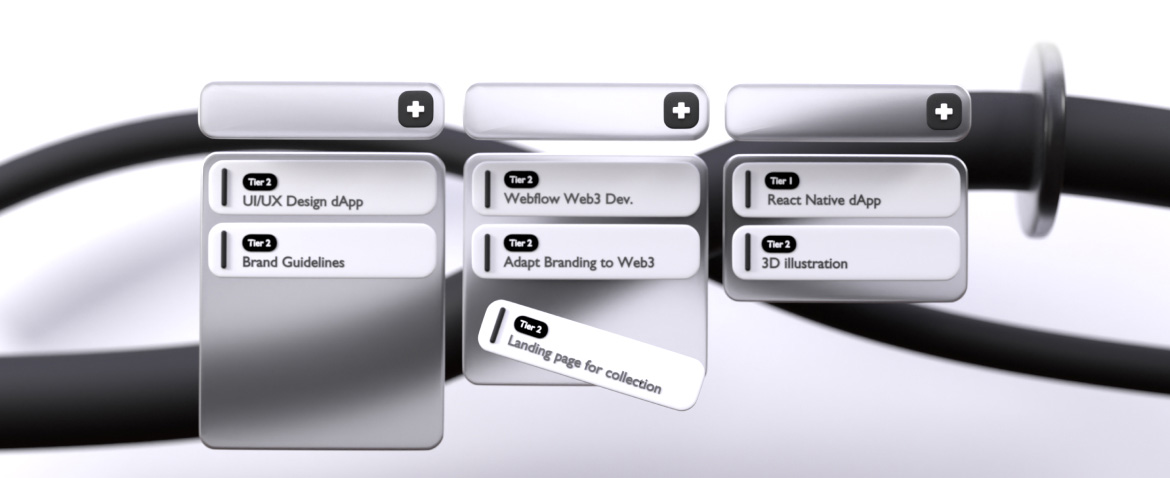 Tier 2
UI/UX Design dApp
Tier 2
Brand Guidelines
Tier 2
Webflow Web3 Dev.
Tier 2
Adapt Branding to Web3
Tier 2
Landing page for collection
Tier 1
React Native dApp
Tier 2
3D illustration